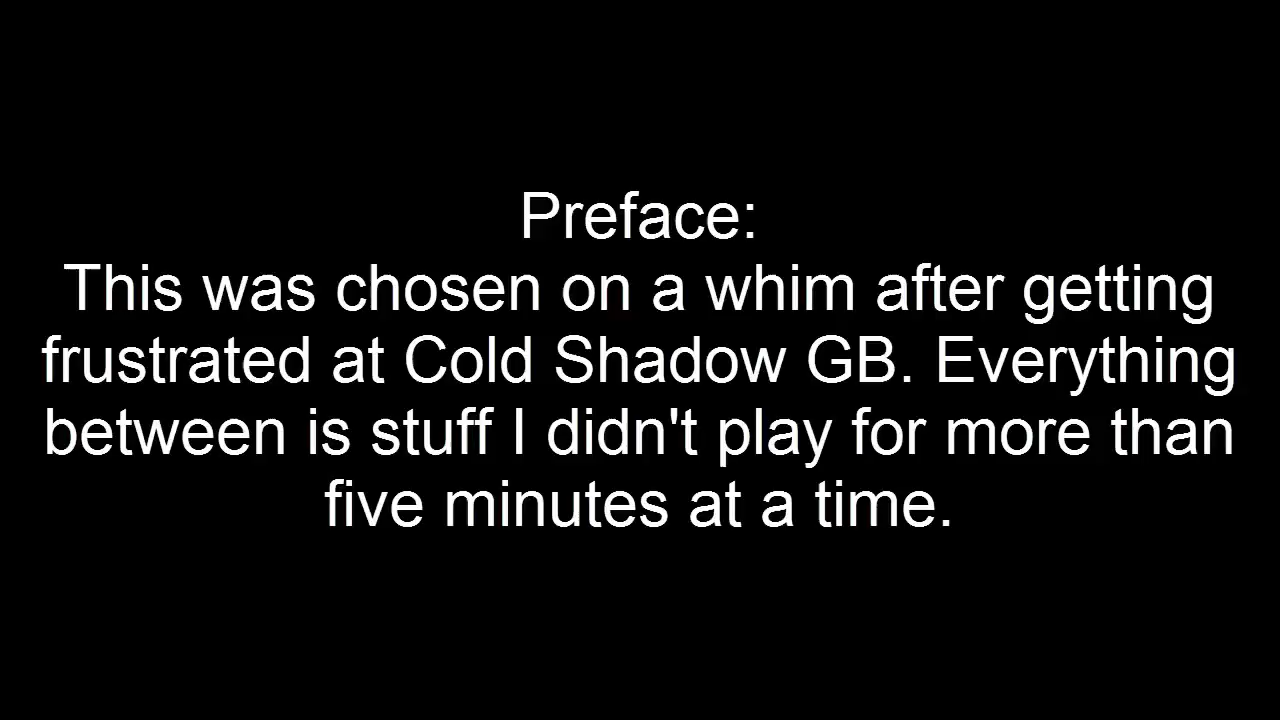 Preface:
This was chosen on a whim after getting
frustrated at Cold Shadow GB. Everything
between is stuff I didn't play for more than
five minutes at a time.